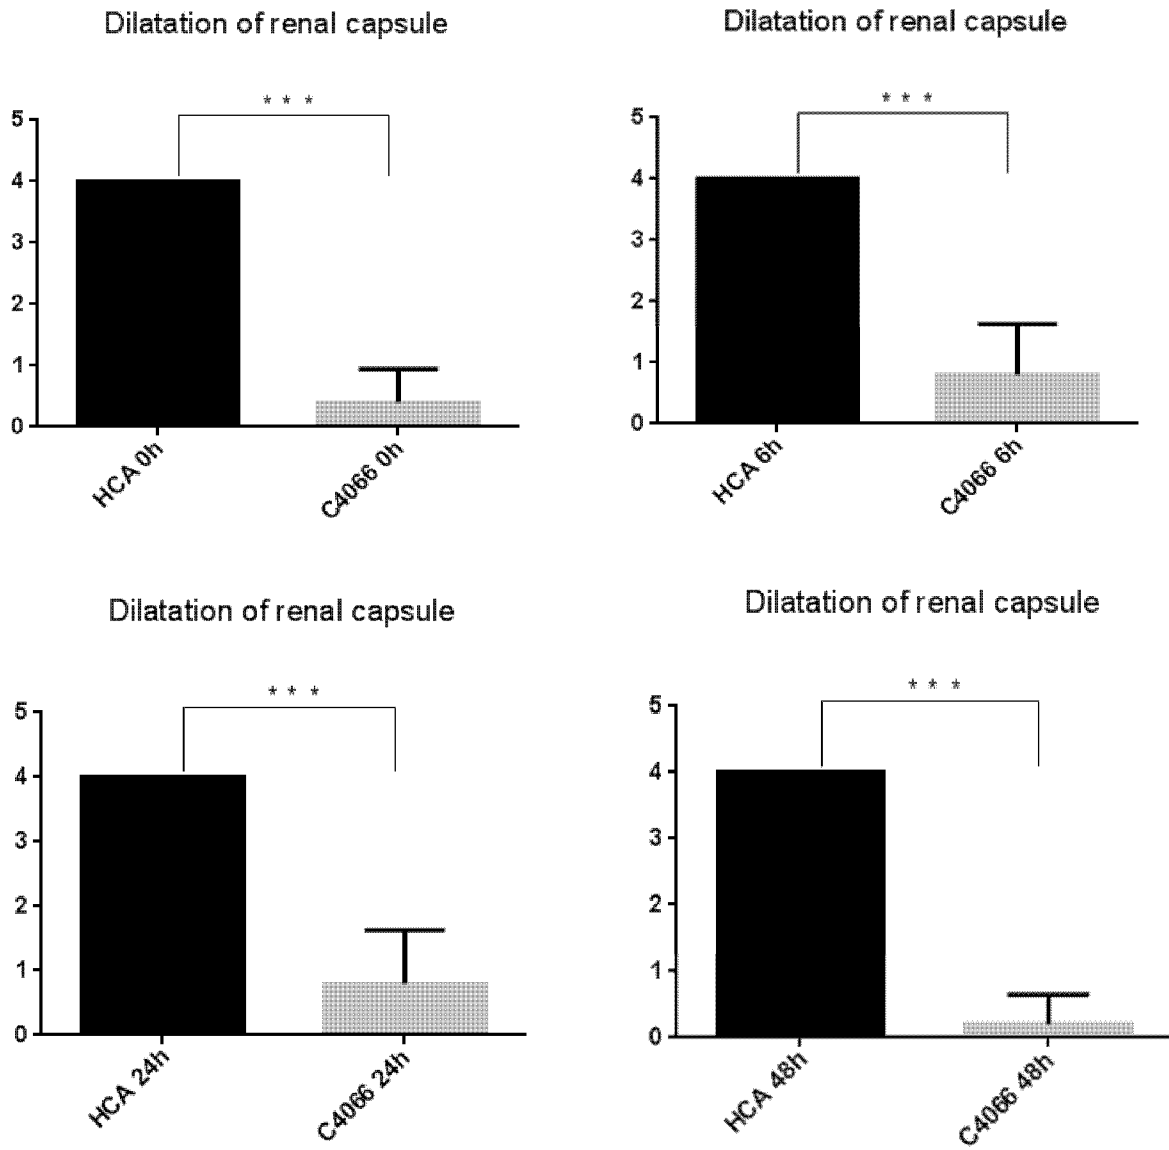 Dilatation of renal capsule
* * *
5
4
3
2
1
0
HCA 0h
C4066 0h
Dilatation of renal capsule
* * *
5
4
3
2
1
0
HCA 6h
C4066 6h
Dilatation of renal capsule
* * *
5
4
3
2
1
0
HCA 24h
C4066 24h
Dilatation of renal capsule
* * *
5
4
3
2
1
0
HCA 48h
C4066 48h